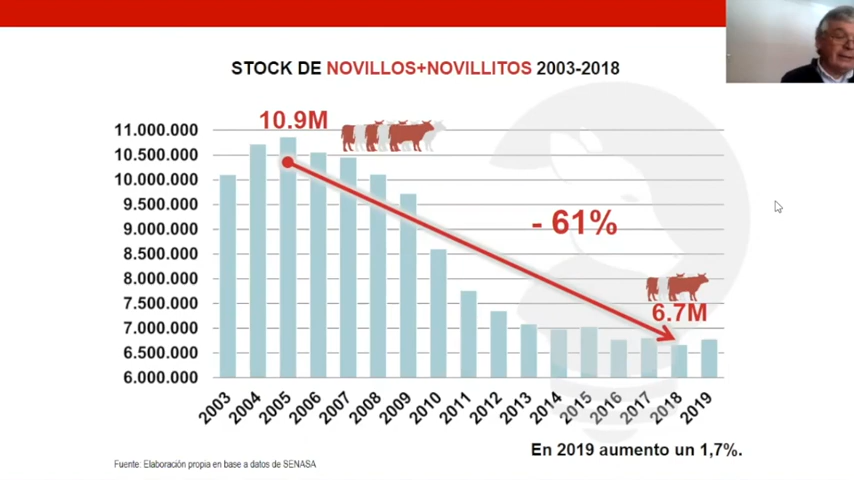 STOCK DE NOVILLOS+NOVILLITOS 2003-2018
10.9M
11.000.000
10.500.000
10.000.000
9.500.000
9.000.000
8.500.000
8.000.000
7.500.000
7.000.000
6.500.000
6.000.000
- 61%
6.7M
2003 2004 2005 2006 2007 2008 2009 2010 2011 2012 2013 2014 2015 2016 2017 2018 2019
En 2019 aumento un 1,7%.
Fuente: Elaboración propia en base a datos de SENASA